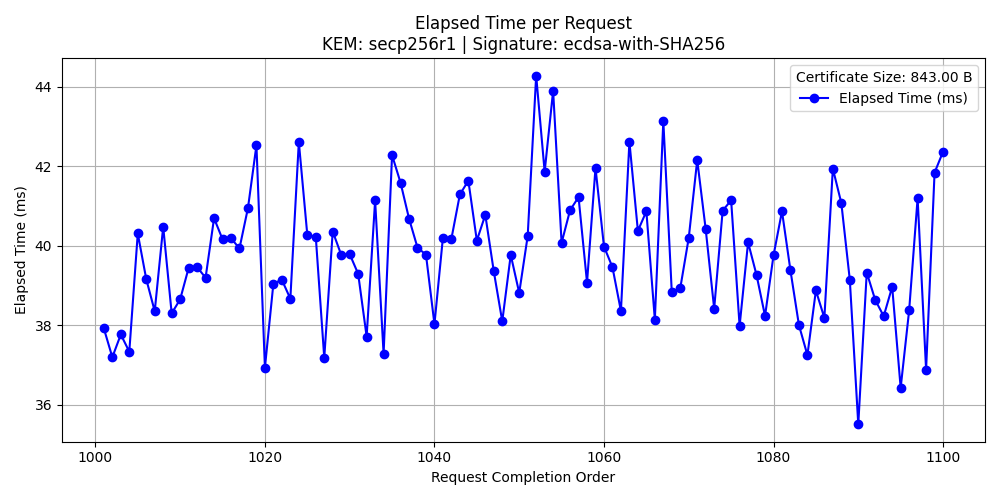 Elapsed Time per Request
KEM: secp256r1 | Signature: ecdsa-with-SHA256
Certificate Size: 843.00 B
Elapsed Time (ms)
Elapsed Time (ms)
44
42
40
38
36
1000 1020 1040 1060 1080 1100
Request Completion Order